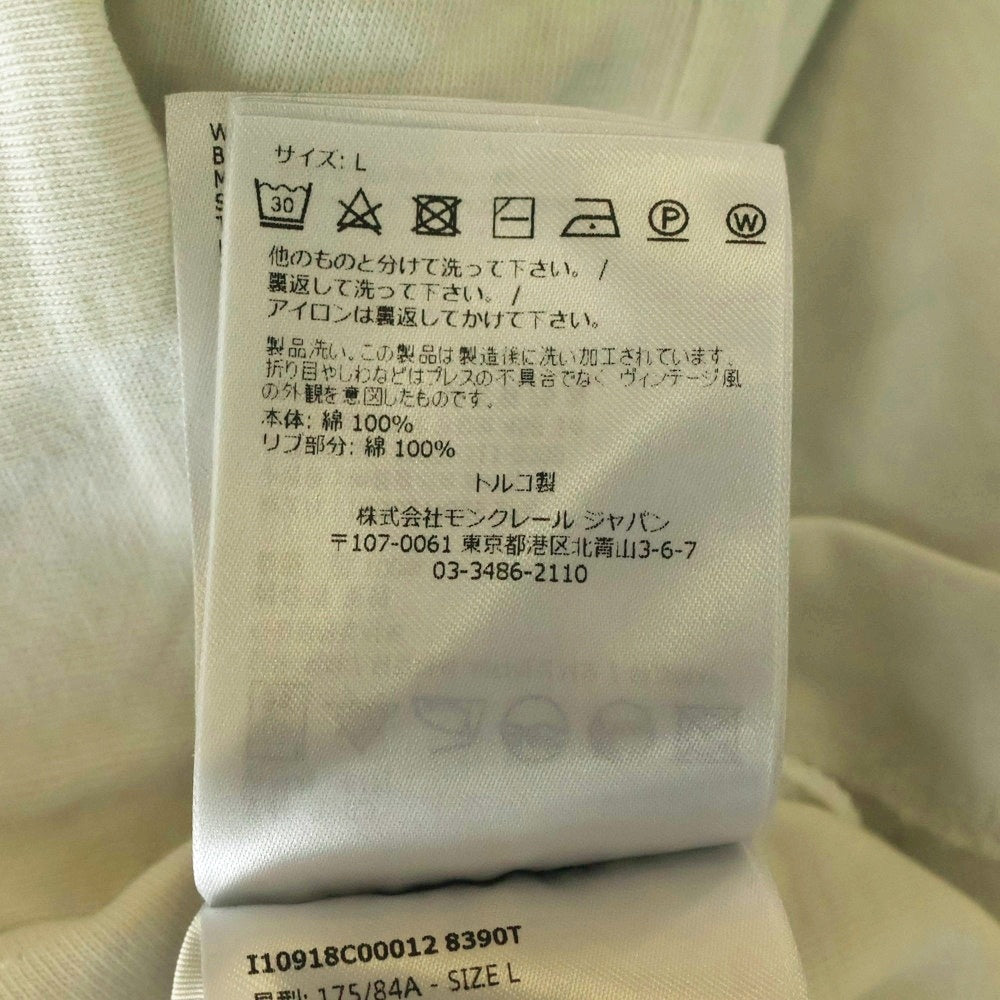 サイズ: L
30
P
W
他のものと分けて洗って下さい。 /
裏返して洗って下さい。 /
アイロンは裏返してかけて下さい。
製品洗い。この製品は製造後に洗い加工されています。
折り目やしわなどはプレスの不具合でなく ヴィンテージ風
の外観を意図したものです。
本体: 綿 100%
リブ部分: 綿 100%
トルコ製
株式会社モンクレール ジャパン
〒107-0061 東京都港区北青山3-6-7
03-3486-2110
I10918C00012 8390T
号型: 175/84A - SIZE L